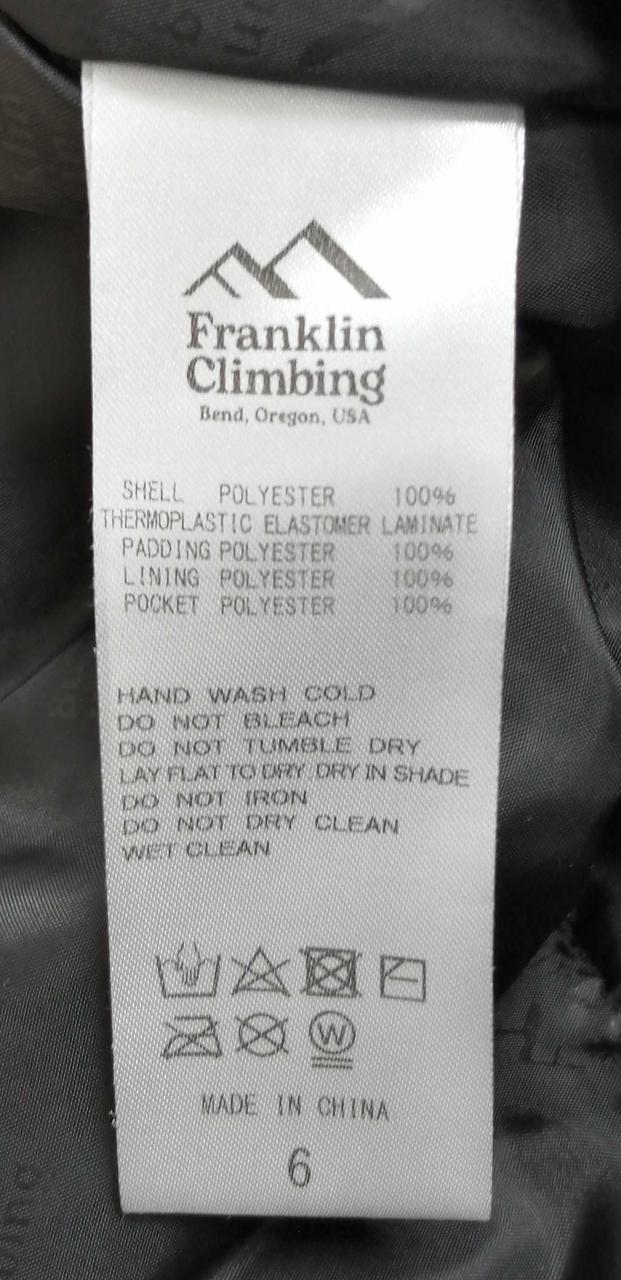 Franklin
Climbing
Bend, Oregon, USA
SHELL POLYESTER 100%
THERMOPLASTIC ELASTOMER LAMINATE
PADDING POLYESTER 100%
LINING POLYESTER 100%
POCKET POLYESTER 100%
HAND WASH COLD
DO NOT BLEACH
DO NOT TUMBLE DRY
LAY FLAT TO DRY DRY IN SHADE
DO NOT IRON
DO NOT DRY CLEAN
WET CLEAN
W
MADE IN CHINA
6